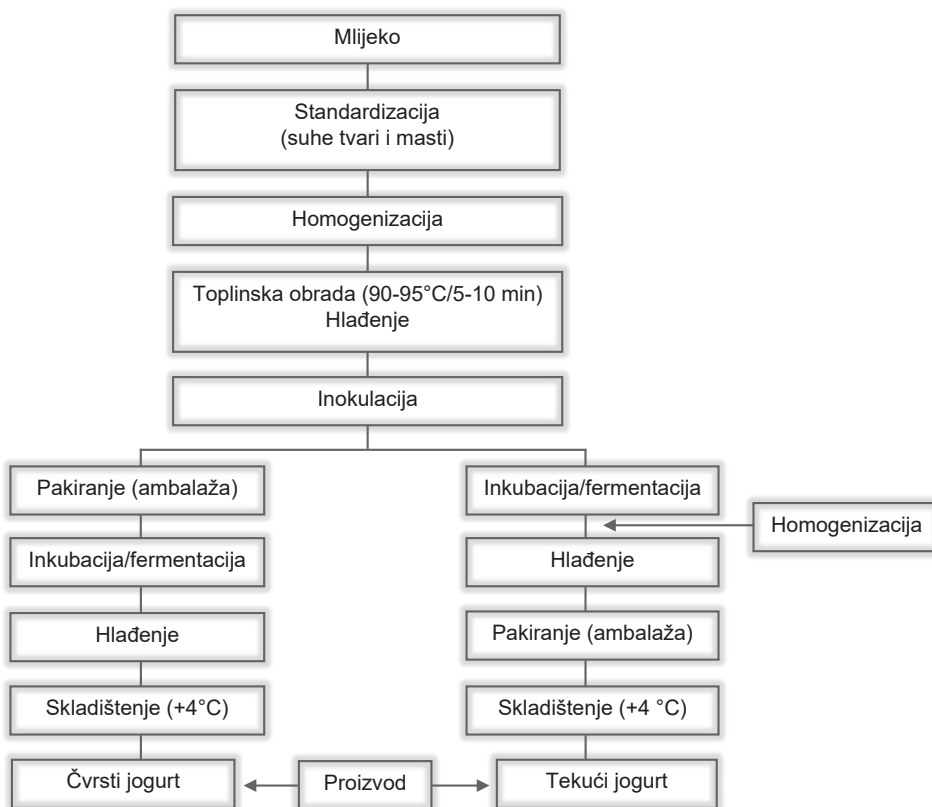 Mlijeko
Standardizacija
(suhe tvari i masti)
Homogenizacija
Toplinska obrada (90-95°C/5-10 min)
Hlađenje
Inokulacija
Pakiranje (ambalaža)
Inkubacija/fermentacija
Hlađenje
Skladištenje (+4°C)
Čvrsti jogurt
Inkubacija/fermentacija
Homogenizacija
Hlađenje
Pakiranje (ambalaža)
Skladištenje (+4 °C)
Tekući jogurt
Proizvod